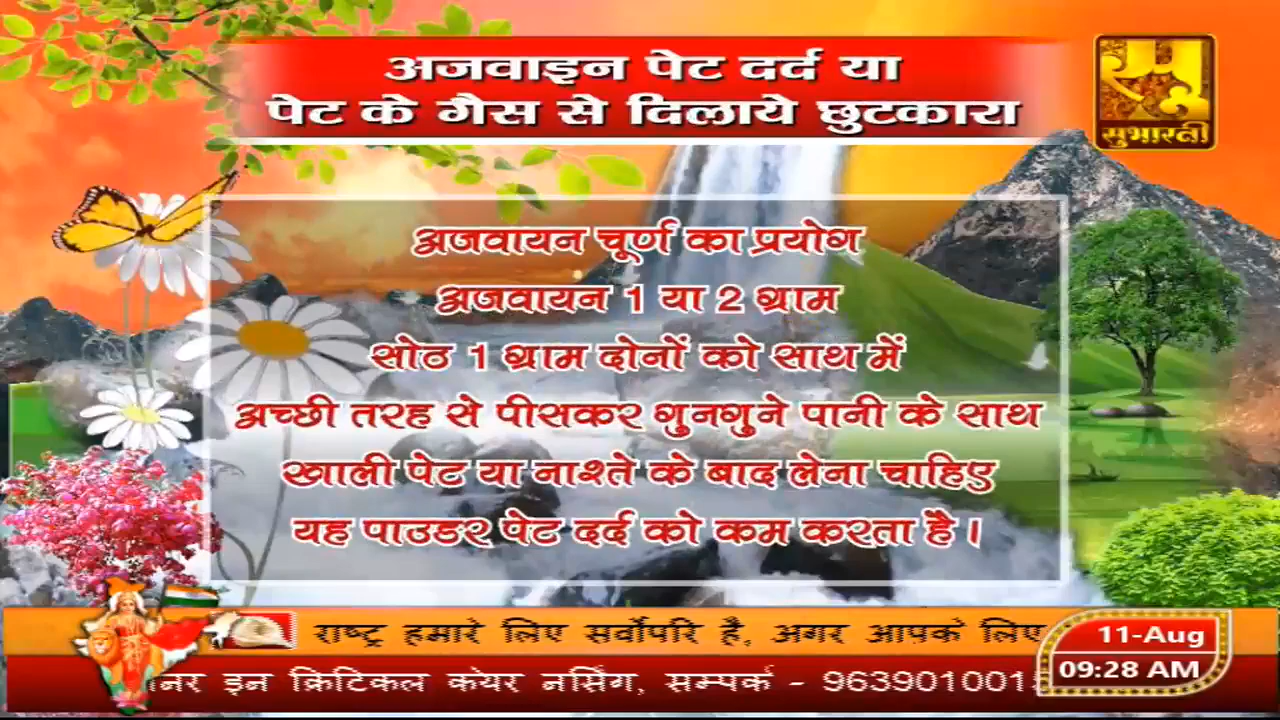 अजवाइन पेट दर्द या
पेट के गैस से दिलाये छुटकारा
सुभारती
अजवायन चूर्ण का प्रयोग
अजवायन 1 या 2 ग्राम
सोठ 1 ग्राम दोनों को साथ में
अच्छी तरह से पीसकर गुनगुने पानी के साथ
खाली पेट या नाश्ते के बाद लेना चाहिए
यह पाउडर पेट दर्द को कम करता है।
राष्ट्र हमारे लिए सर्वोपरि है, अगर आपके लिए
11-Aug
इन क्रिटिकल केयर नर्सिंग, सम्पर्क - 963901001
09:28 AM